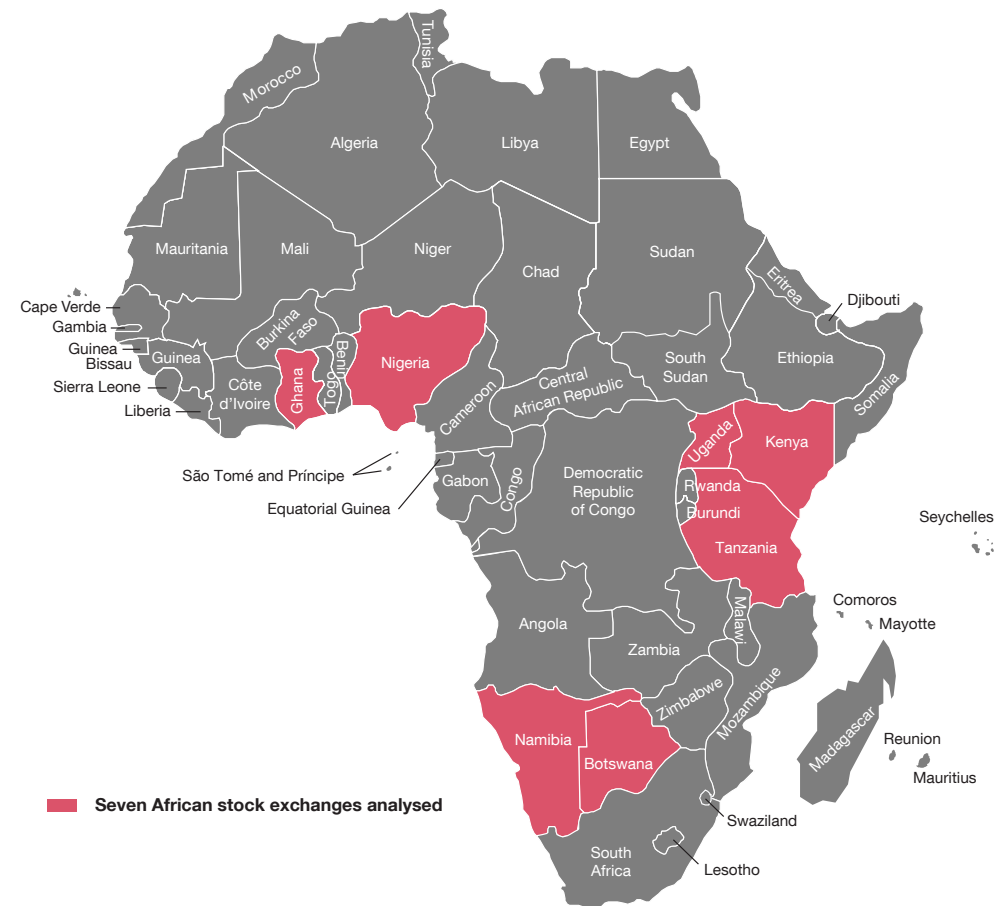 Tunisia
Morocco
Algeria
Libya
Egypt
Mauritania
Mali
Niger
Chad
Sudan
Eritrea
Djibouti
Cape Verde
Gambia
Guinea
Bissau
Guinea
Sierra Leone
Liberia
Côte
d'Ivoire
Burkina
Faso
Ghana
Togo
Benin
Nigeria
Cameroon
Central
African Republic
South
Sudan
Ethiopia
Somalia
São Tomé and Príncipe
Equatorial Guinea
Gabon
Congo
Democratic
Republic
of Congo
Uganda
Kenya
Rwanda
Burundi
Tanzania
Seychelles
Comoros
Mayotte
Angola
Zambia
Malawi
Mozambique
Zimbabwe
Namibia
Botswana
Madagascar
Reunion
Mauritius
Swaziland
Lesotho
South
Africa
Seven African stock exchanges analysed